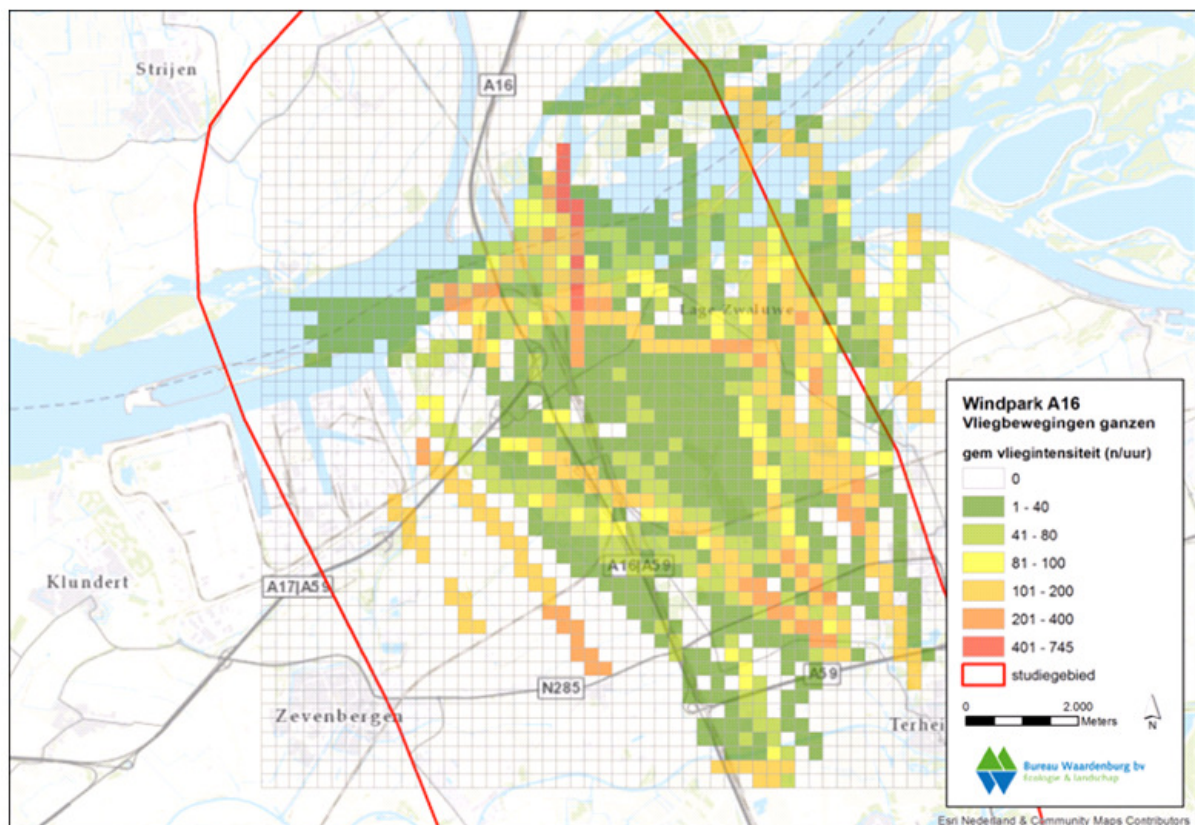 Strijen
A16
Lage Zwaluwe
Klundert
A17|A59
A16|A59
N285
A59
Zevenbergen
Terhei
Windpark A16
Vliegbewegingen ganzen
gem vliegintensiteit (n/uur)
0
1 - 40
41 - 80
81 - 100
101 - 200
201 - 400
401 - 745
studiegebied
0 2.000
Meters
N
Bureau Waardenburg bv
Ecologie & landschap
Esri Nederland & Community Maps Contributors